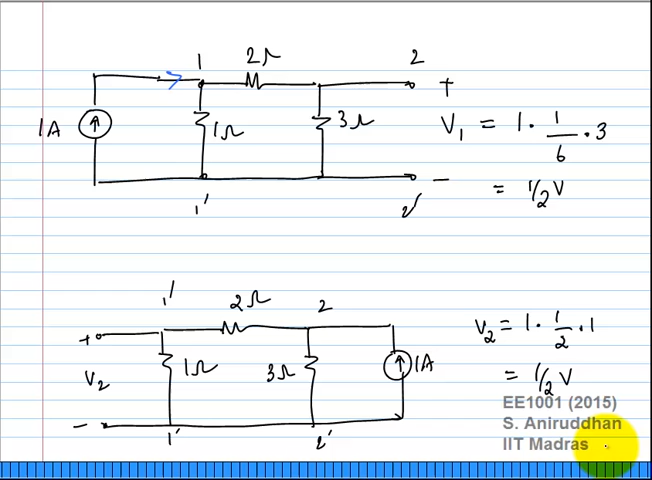 1 2Ω 2
+
1A 1Ω 3Ω V₁ = 1 · 1/6 · 3
= 1/2 V
1' 2' −
1' 2Ω 2
+ V₂ = 1 · 1/2 · 1
V₂ 1Ω 3Ω 1A
= 1/2 V
− 1' 2'
EE1001 (2015)
S. Aniruddhan
IIT Madras